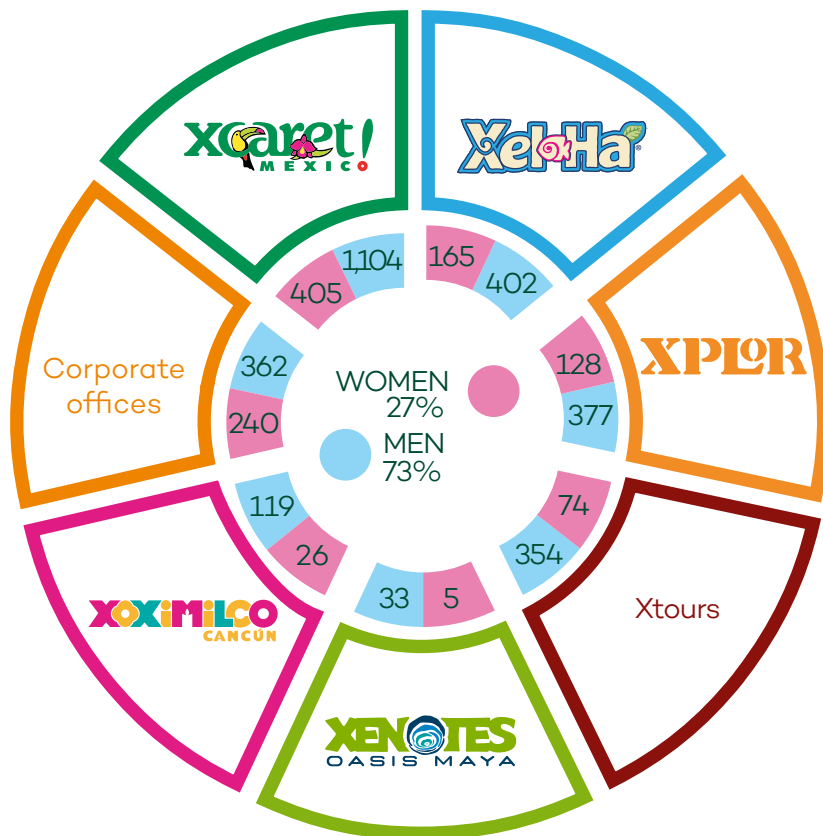 xcaret!
MEXICO
Xel-Há
®
XPLOR
Xtours
XENOTES
OASIS MAYA
XOXIMILCO
CANCÚN
Corporate
offices
405
1,104
165
402
128
377
74
354
5
33
26
119
240
362
WOMEN
27%
MEN
73%